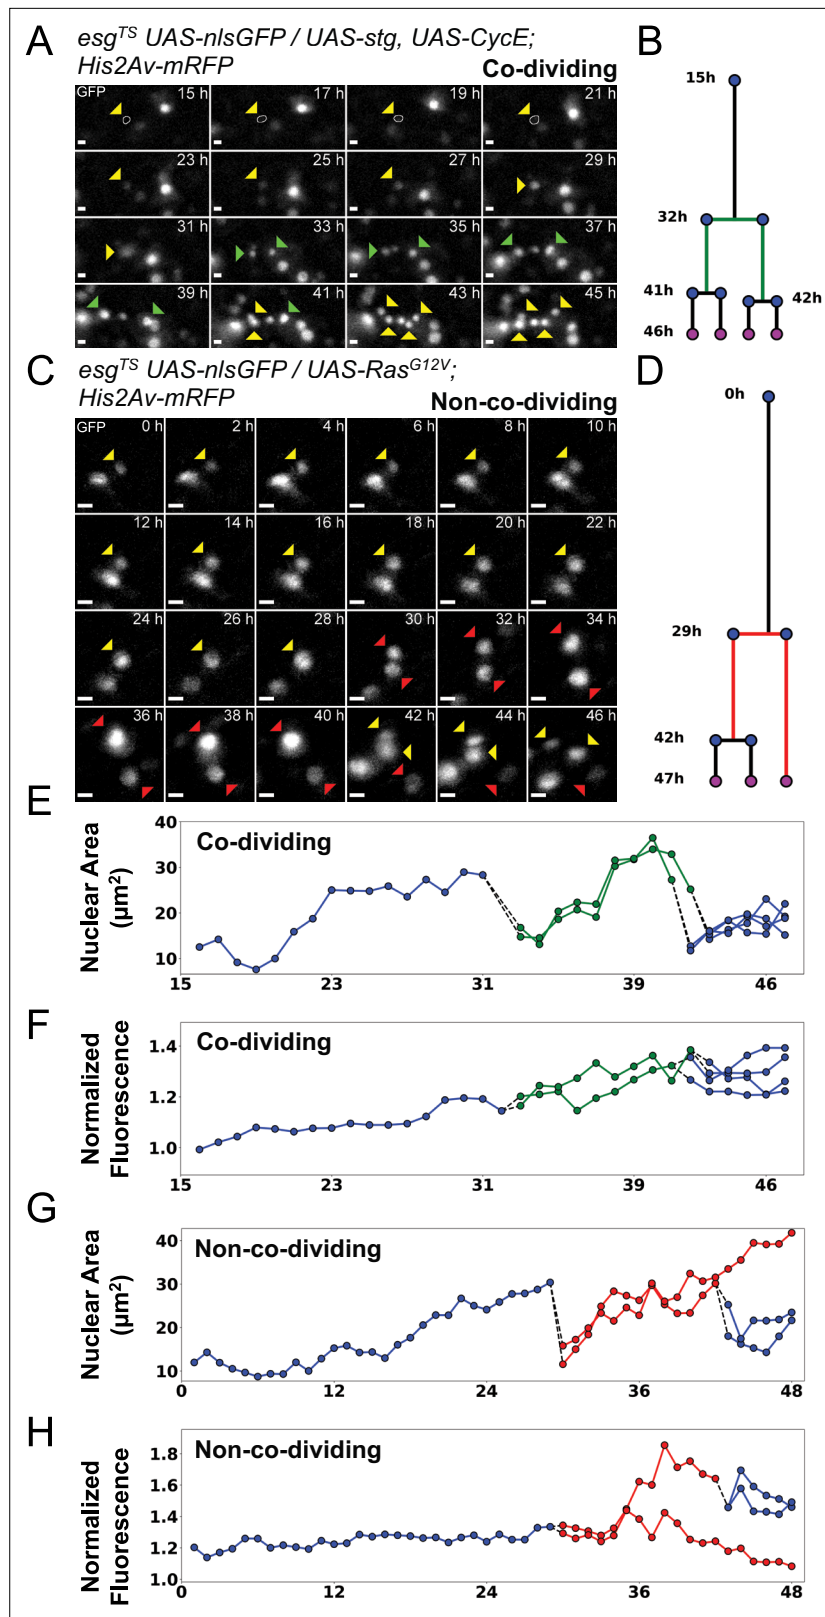 A
esgTS UAS-nlsGFP / UAS-stg, UAS-CycE;
His2Av-mRFP
Co-dividing
GFP
15 h
17 h
19 h
21 h
23 h
25 h
27 h
29 h
31 h
33 h
35 h
37 h
39 h
41 h
43 h
45 h
B
15h
32h
41h
42h
46h
C
esgTS UAS-nlsGFP / UAS-RasG12V;
His2Av-mRFP
Non-co-dividing
GFP
0 h
2 h
4 h
6 h
8 h
10 h
12 h
14 h
16 h
18 h
20 h
22 h
24 h
26 h
28 h
30 h
32 h
34 h
36 h
38 h
40 h
42 h
44 h
46 h
D
0h
29h
42h
47h
E
Co-dividing
Nuclear Area
(μm2)
40
30
20
10
15
23
31
39
46
F
Co-dividing
Normalized
Fluorescence
1.4
1.2
1.0
15
23
31
39
46
G
Non-co-dividing
Nuclear Area
(μm2)
40
30
20
10
0
12
24
36
48
H
Non-co-dividing
Normalized
Fluorescence
1.8
1.6
1.4
1.2
1.0
0
12
24
36
48